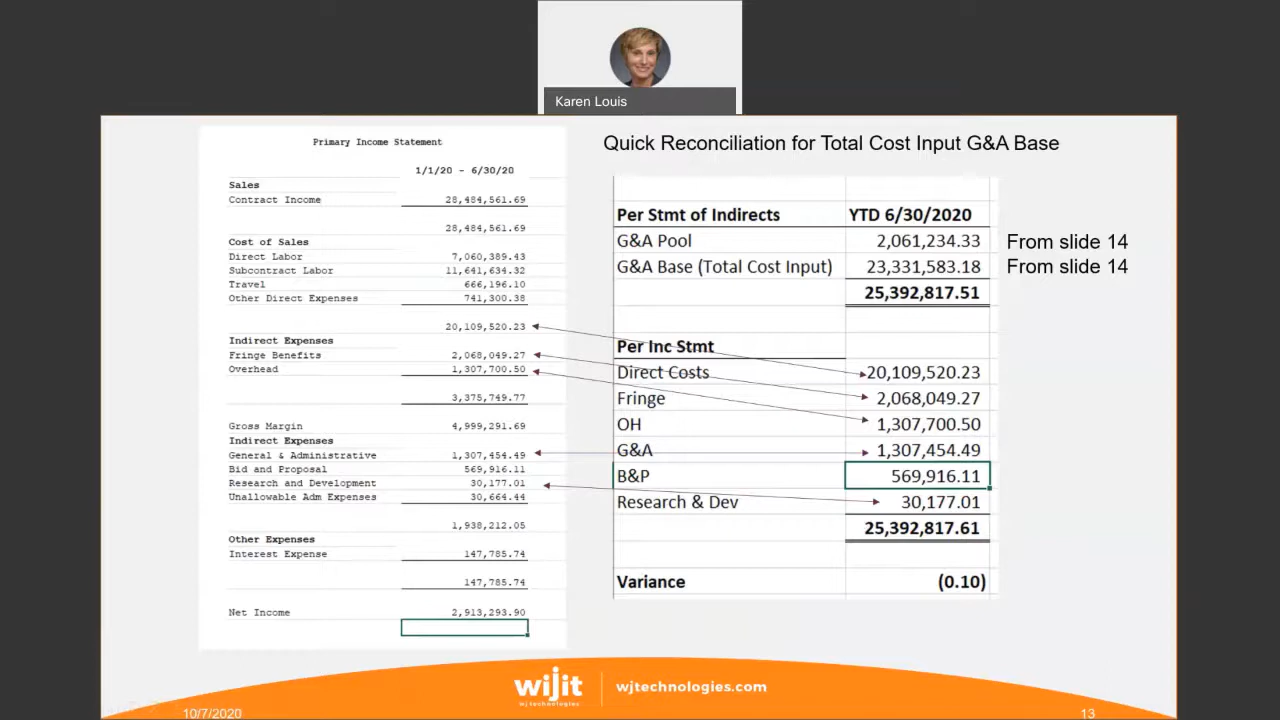 Karen Louis
Primary Income Statement
1/1/20 - 6/30/20
Sales
Contract Income 28,484,561.69
28,484,561.69
Cost of Sales
Direct Labor 7,060,389.43
Subcontract Labor 11,641,634.32
Travel 666,196.10
Other Direct Expenses 741,300.38
20,109,520.23
Indirect Expenses
Fringe Benefits 2,068,049.27
Overhead 1,307,700.50
3,375,749.77
Gross Margin 4,999,291.69
Indirect Expenses
General & Administrative 1,307,454.49
Bid and Proposal 569,916.11
Research and Development 30,177.01
Unallowable Adm Expenses 30,664.44
1,938,212.05
Other Expenses
Interest Expense 147,785.74
147,785.74
Net Income 2,913,293.90
Quick Reconciliation for Total Cost Input G&A Base
Per Stmt of Indirects YTD 6/30/2020
G&A Pool 2,061,234.33 From slide 14
G&A Base (Total Cost Input) 23,331,583.18 From slide 14
25,392,817.51
Per Inc Stmt
Direct Costs 20,109,520.23
Fringe 2,068,049.27
OH 1,307,700.50
G&A 1,307,454.49
B&P 569,916.11
Research & Dev 30,177.01
25,392,817.61
Variance (0.10)
wijit
wj technologies.com
wjtechnologies.com
10/7/2020
13